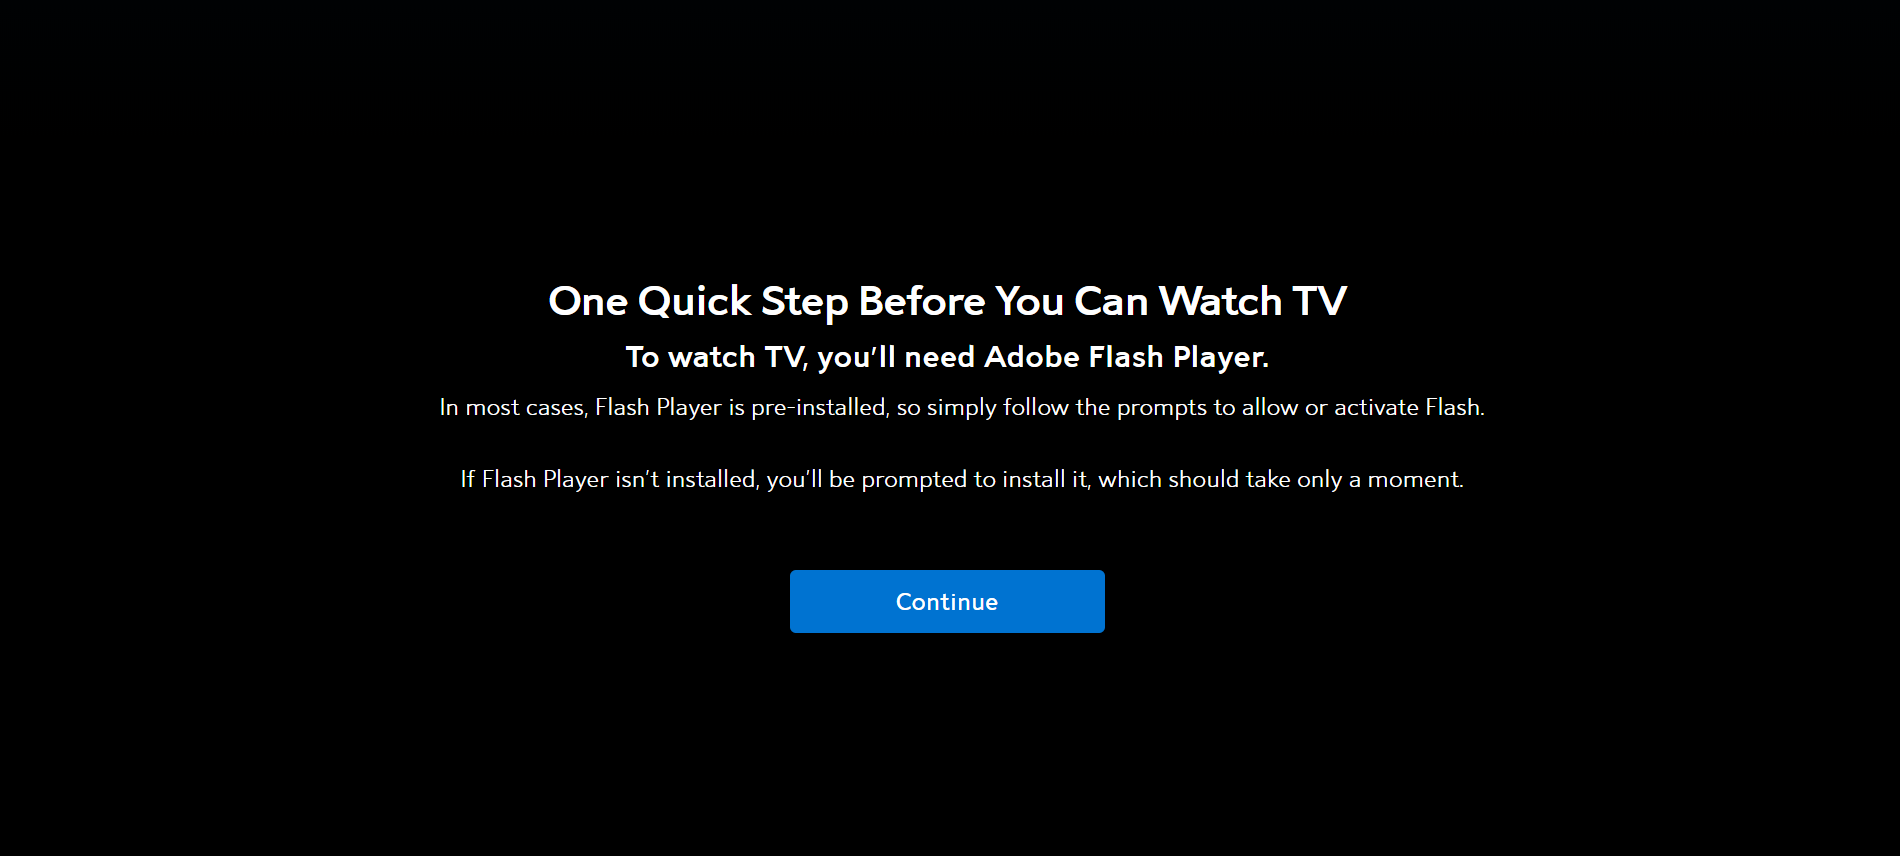 One Quick Step Before You Can Watch TV
To watch TV, you’ll need Adobe Flash Player.
In most cases, Flash Player is pre-installed, so simply follow the prompts to allow or activate Flash.
If Flash Player isn’t installed, you’ll be prompted to install it, which should take only a moment.
Continue